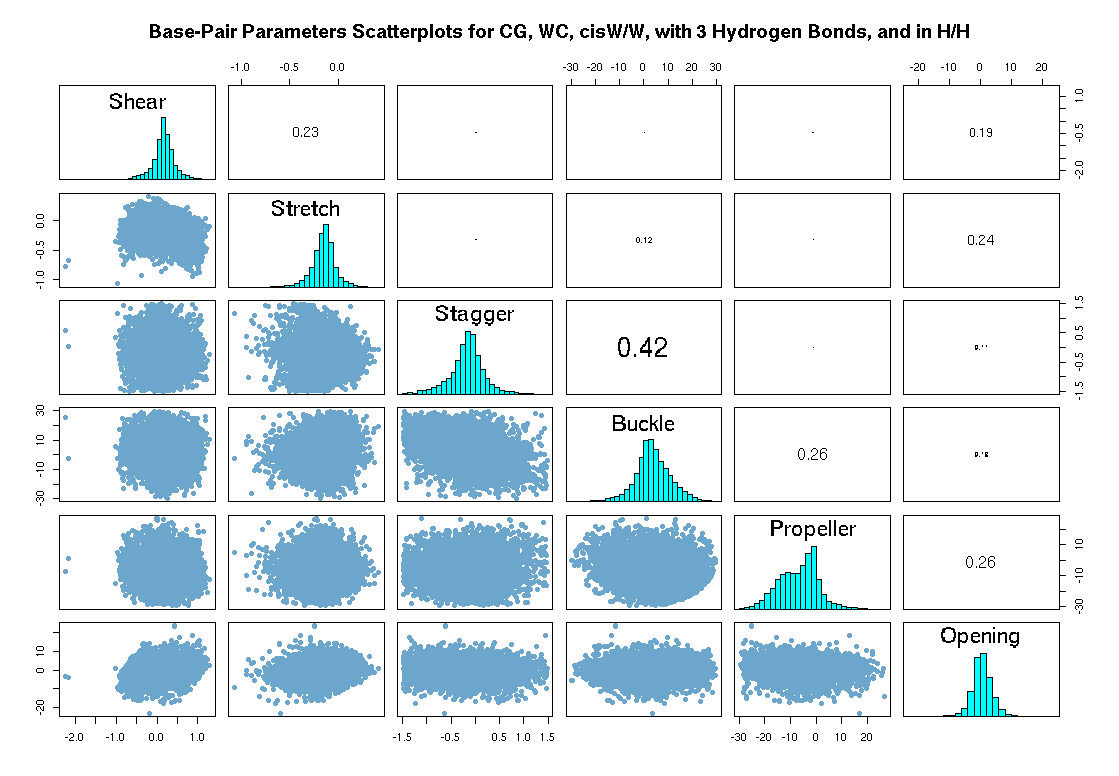 Base-Pair Parameters Scatterplots for CG, WC, cisW/W, with 3 Hydrogen Bonds, and in H/H
-1.0 -0.5 0.0 -30 -20 -10 0 10 20 30 -20 -10 0 10 20
Shear 0.23 0.19 -2.0 -0.5 1.0
-1.0 -0.5 0.0 Stretch 0.12 0.24
Stagger 0.42 -1.5 -0.5 0.5 1.5
-30 -10 10 30 Buckle 0.26
Propeller 0.26 -30 -10 10
-20 0 10 Opening
-2.0 -1.0 0.0 1.0 -1.5 -0.5 0.5 1.5 -30 -10 0 10 20